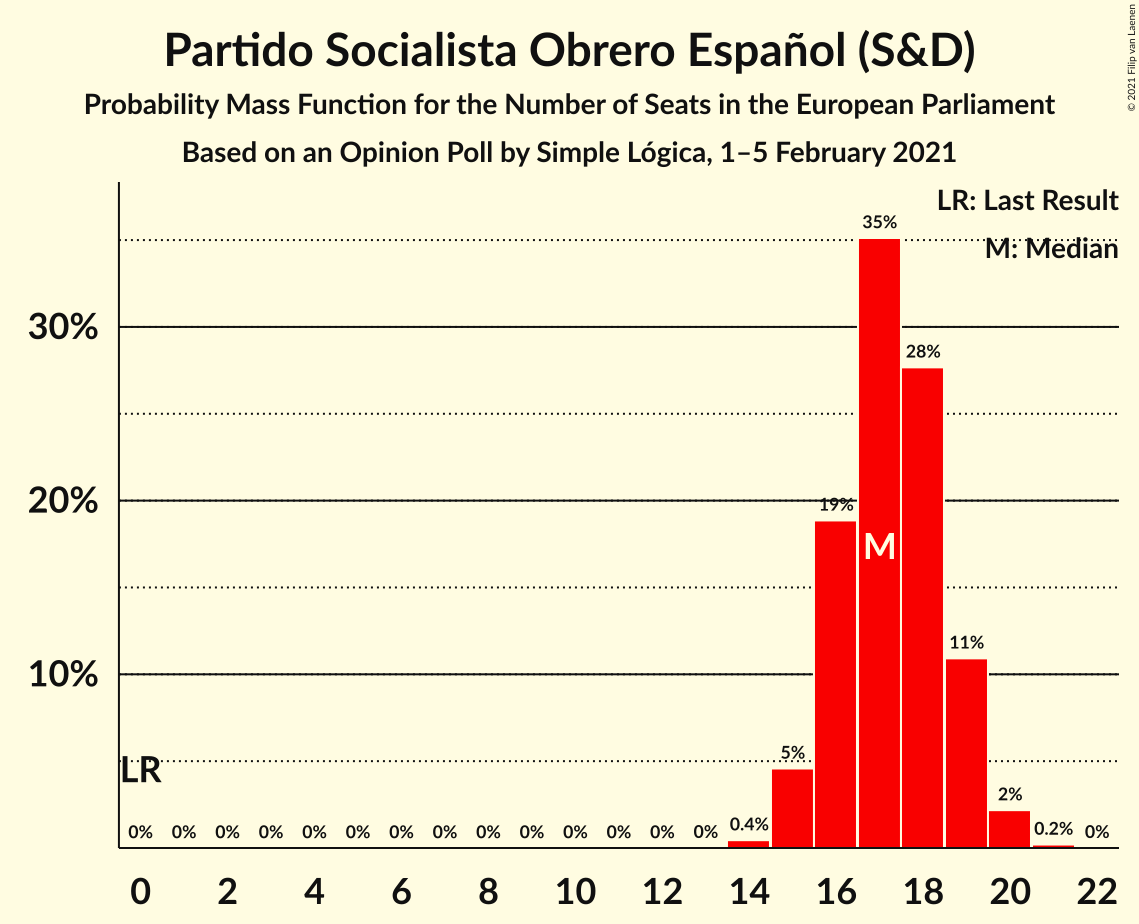 Partido Socialista Obrero Español (S&D)
Probability Mass Function for the Number of Seats in the European Parliament
Based on an Opinion Poll by Simple Lógica, 1–5 February 2021
© 2021 Filip van Laenen
LR: Last Result
M: Median
35%
30%
28%
20%
19%
M
11%
10%
LR
5%
2%
0% 0% 0% 0% 0% 0% 0% 0% 0% 0% 0% 0% 0% 0% 0.4% 0.2% 0%
0 2 4 6 8 10 12 14 16 18 20 22